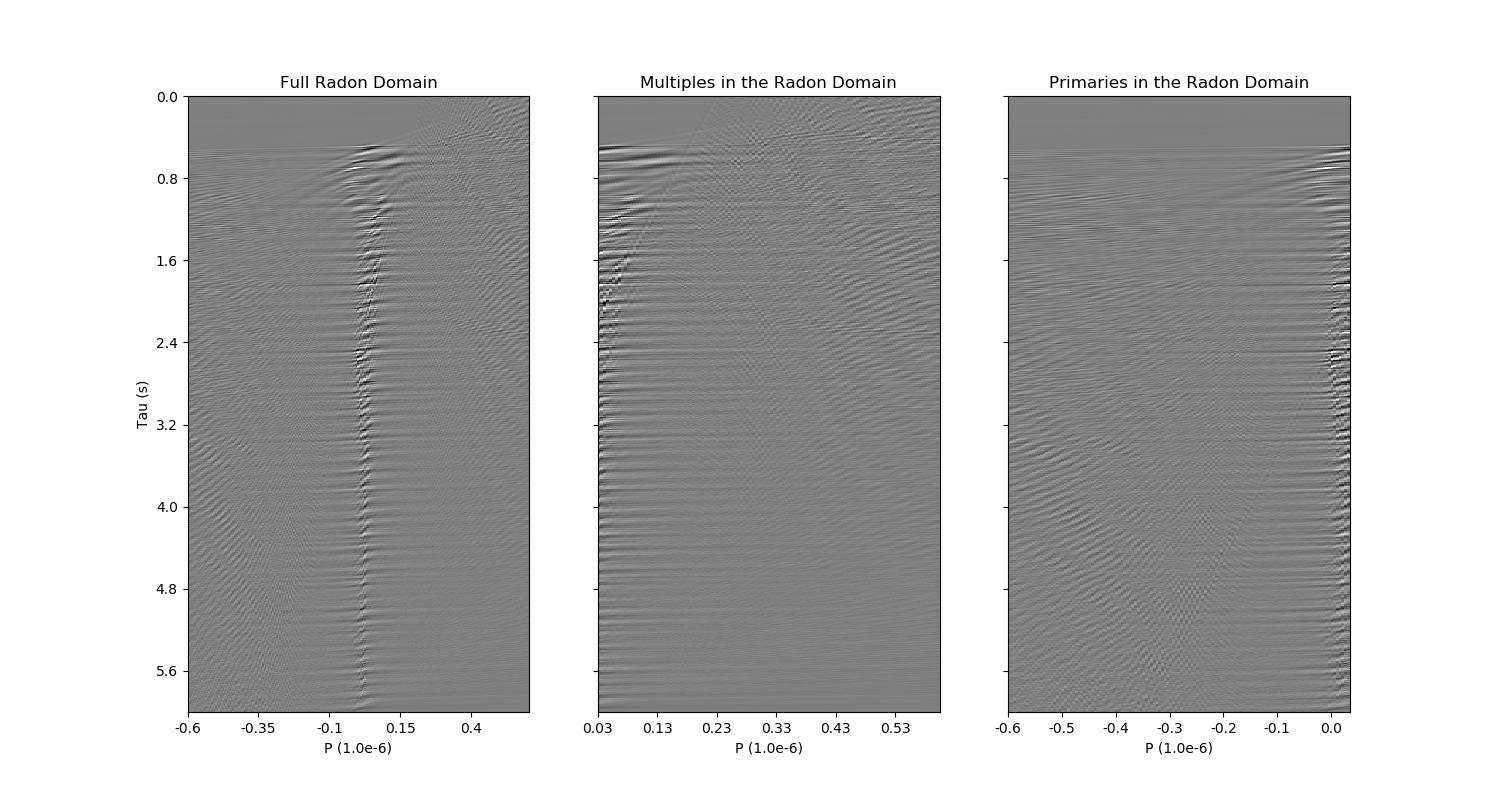 Full Radon Domain
Multiples in the Radon Domain
Primaries in the Radon Domain
Tau (s)
0.0
0.8
1.6
2.4
3.2
4.0
4.8
5.6
-0.6 -0.35 -0.1 0.15 0.4
P (1.0e-6)
0.03 0.13 0.23 0.33 0.43 0.53
P (1.0e-6)
-0.6 -0.5 -0.4 -0.3 -0.2 -0.1 0.0
P (1.0e-6)